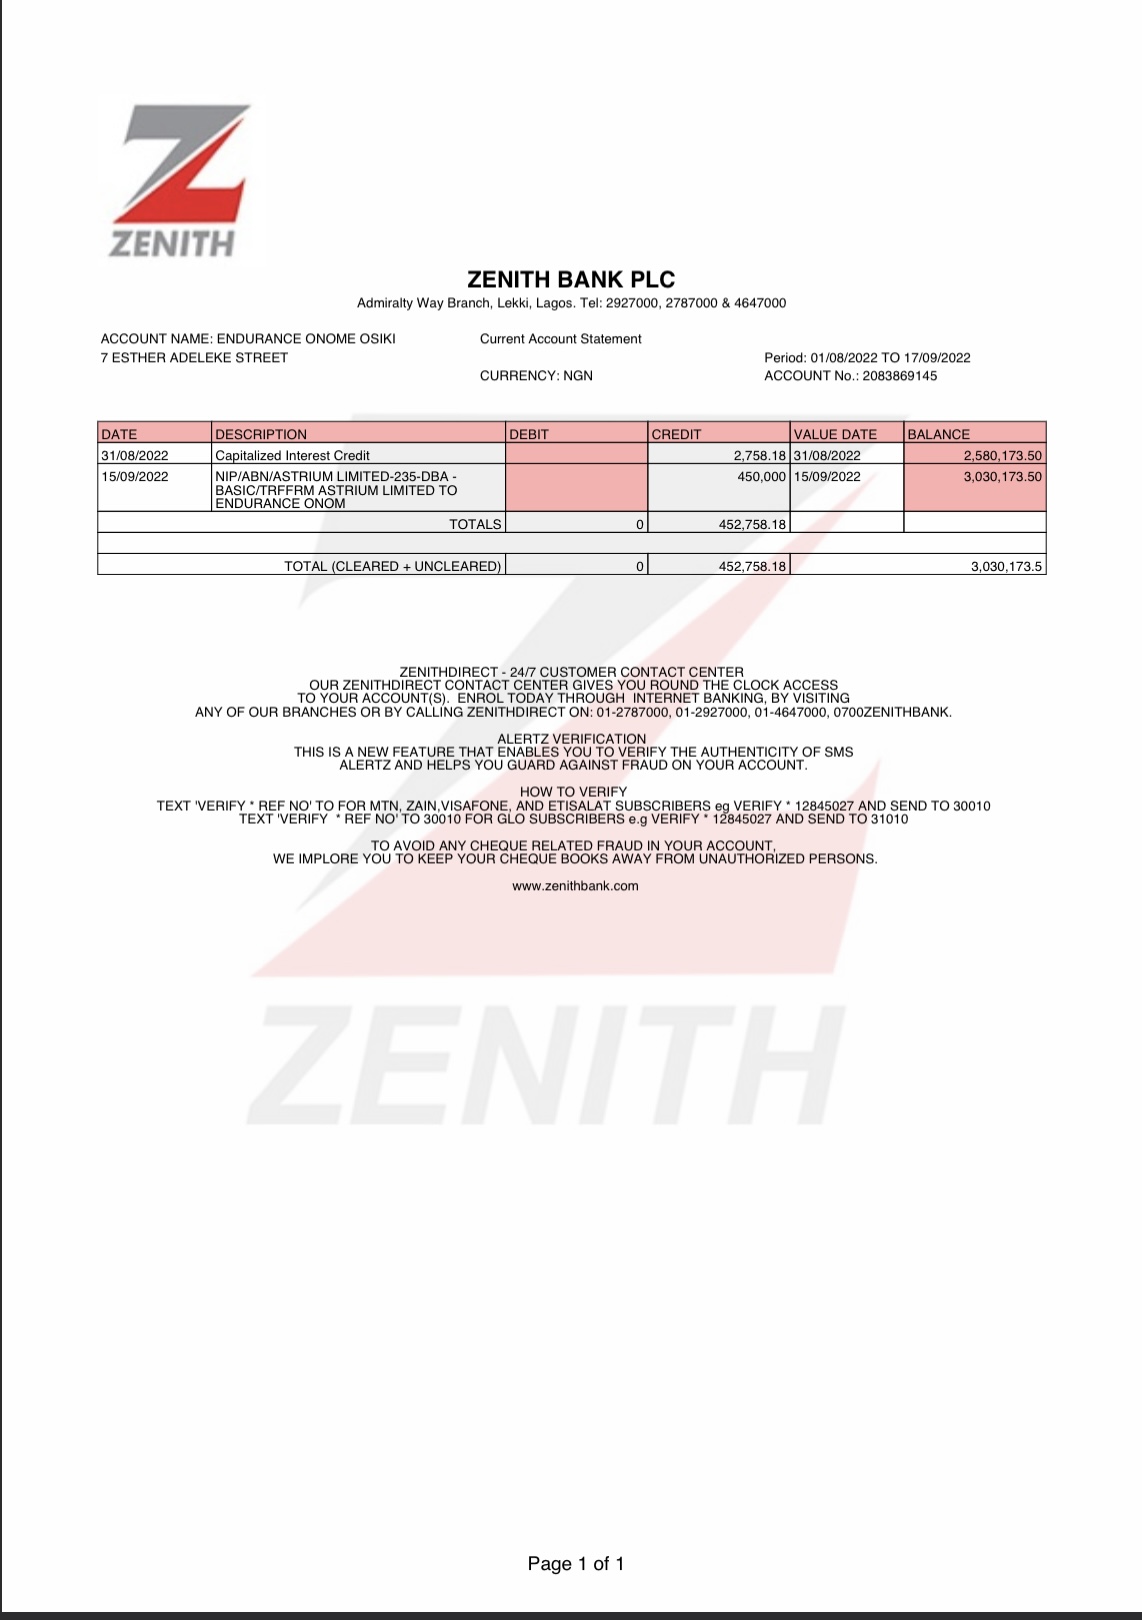 ZENITH
ZENITH BANK PLC
Admiralty Way Branch, Lekki, Lagos. Tel: 2927000, 2787000 & 4647000
ACCOUNT NAME: ENDURANCE ONOME OSIKI
Current Account Statement
7 ESTHER ADELEKE STREET
Period: 01/08/2022 TO 17/09/2022
CURRENCY: NGN
ACCOUNT No.: 2083869145
DATE DESCRIPTION DEBIT CREDIT VALUE DATE BALANCE
31/08/2022 Capitalized Interest Credit 2,758.18 31/08/2022 2,580,173.50
15/09/2022 NIP/ABN/ASTRIUM LIMITED-235-DBA - 450,000 15/09/2022 3,030,173.50
BASIC/TRFFRM ASTRIUM LIMITED TO
ENDURANCE ONOM
TOTALS 0 452,758.18
TOTAL (CLEARED + UNCLEARED) 0 452,758.18 3,030,173.5
ZENITHDIRECT - 24/7 CUSTOMER CONTACT CENTER
OUR ZENITHDIRECT CONTACT CENTER GIVES YOU ROUND THE CLOCK ACCESS
TO YOUR ACCOUNT(S).  ENROL TODAY THROUGH  INTERNET BANKING, BY VISITING
ANY OF OUR BRANCHES OR BY CALLING ZENITHDIRECT ON: 01-2787000, 01-2927000, 01-4647000, 0700ZENITHBANK.
ALERTZ VERIFICATION
THIS IS A NEW FEATURE THAT ENABLES YOU TO VERIFY THE AUTHENTICITY OF SMS
ALERTZ AND HELPS YOU GUARD AGAINST FRAUD ON YOUR ACCOUNT.
HOW TO VERIFY
TEXT 'VERIFY * REF NO' TO FOR MTN, ZAIN,VISAFONE, AND ETISALAT SUBSCRIBERS eg VERIFY * 12845027 AND SEND TO 30010
TEXT 'VERIFY  * REF NO' TO 30010 FOR GLO SUBSCRIBERS e.g VERIFY * 12845027 AND SEND TO 31010
TO AVOID ANY CHEQUE RELATED FRAUD IN YOUR ACCOUNT,
WE IMPLORE YOU TO KEEP YOUR CHEQUE BOOKS AWAY FROM UNAUTHORIZED PERSONS.
www.zenithbank.com
ZENITH
Page 1 of 1